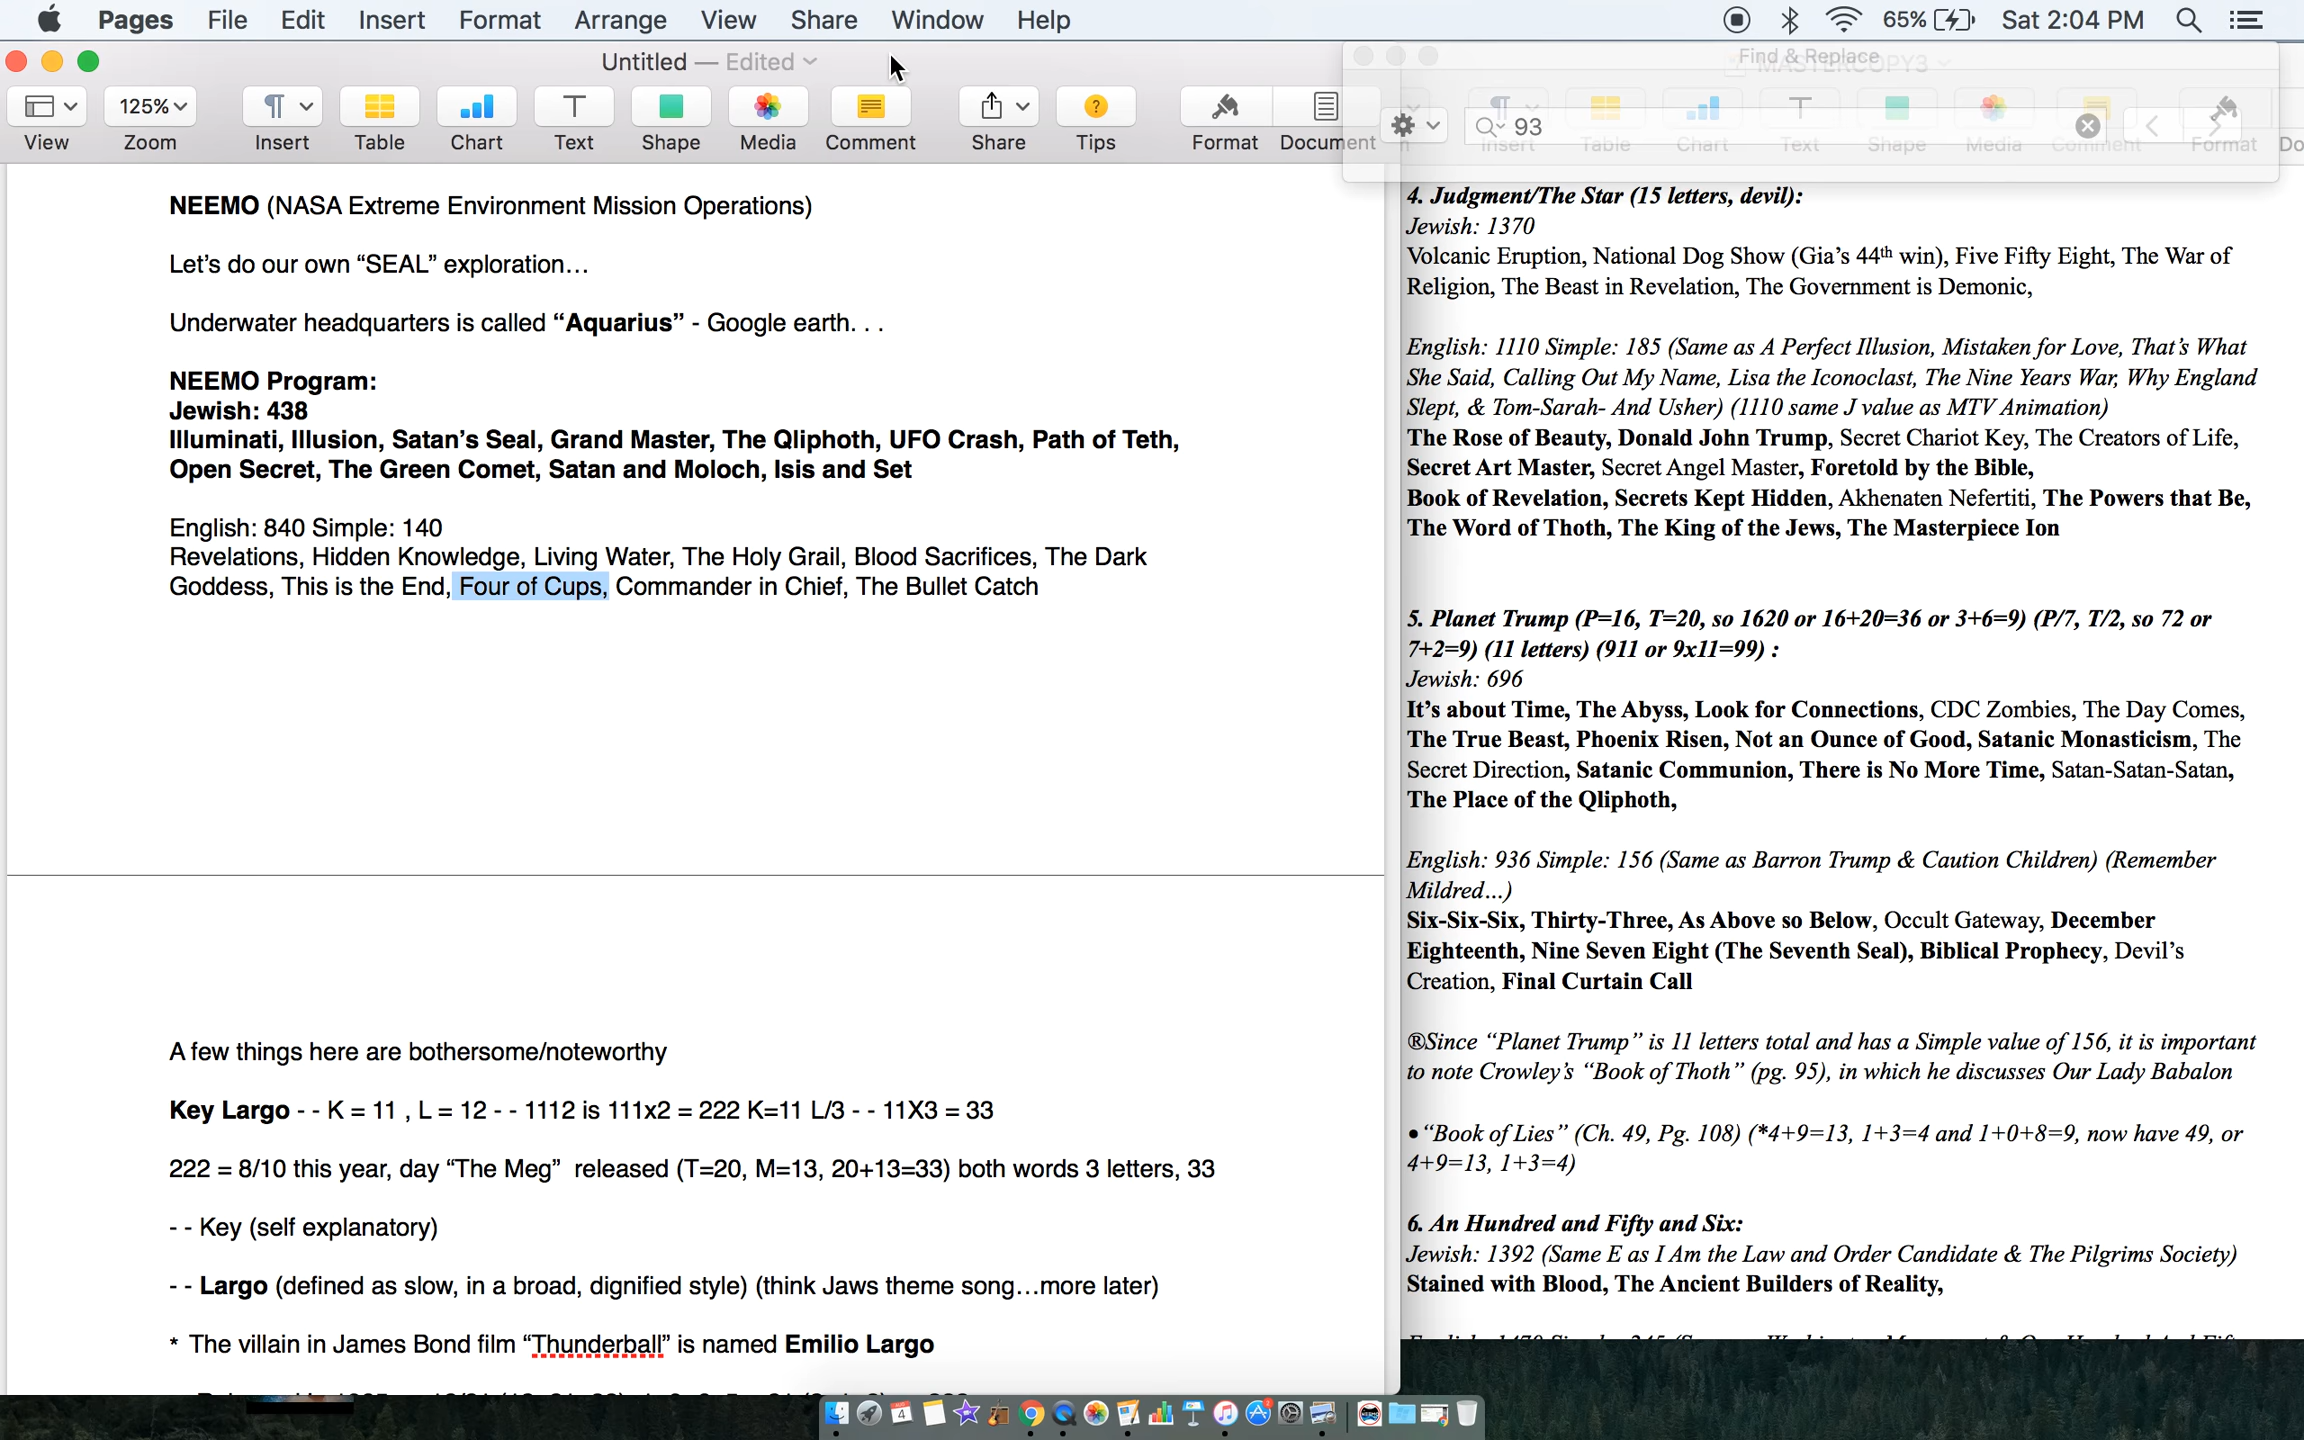 Pages File Edit Insert Format Arrange View Share Window Help 65% Sat 2:04 PM
Untitled — Edited
125%
View Zoom Insert Table Chart Text Shape Media Comment Share Tips Format Document
NEEMO (NASA Extreme Environment Mission Operations)
Let’s do our own “SEAL” exploration…
Underwater headquarters is called “Aquarius” - Google earth. . .
NEEMO Program:
Jewish: 438
Illuminati, Illusion, Satan’s Seal, Grand Master, The Qliphoth, UFO Crash, Path of Teth,
Open Secret, The Green Comet, Satan and Moloch, Isis and Set
English: 840 Simple: 140
Revelations, Hidden Knowledge, Living Water, The Holy Grail, Blood Sacrifices, The Dark
Goddess, This is the End, Four of Cups, Commander in Chief, The Bullet Catch
A few things here are bothersome/noteworthy
Key Largo - - K = 11 , L = 12 - - 1112 is 111x2 = 222 K=11 L/3 - - 11X3 = 33
222 = 8/10 this year, day “The Meg” released (T=20, M=13, 20+13=33) both words 3 letters, 33
- - Key (self explanatory)
- - Largo (defined as slow, in a broad, dignified style) (think Jaws theme song…more later)
* The villain in James Bond film “Thunderball” is named Emilio Largo
Find & Replace
MASTERCOPY3
93
Insert Table Chart Text Shape Media Comment Format Do
4. Judgment/The Star (15 letters, devil):
Jewish: 1370
Volcanic Eruption, National Dog Show (Gia’s 44th win), Five Fifty Eight, The War of
Religion, The Beast in Revelation, The Government is Demonic,
English: 1110 Simple: 185 (Same as A Perfect Illusion, Mistaken for Love, That’s What
She Said, Calling Out My Name, Lisa the Iconoclast, The Nine Years War, Why England
Slept, & Tom-Sarah- And Usher) (1110 same J value as MTV Animation)
The Rose of Beauty, Donald John Trump, Secret Chariot Key, The Creators of Life,
Secret Art Master, Secret Angel Master, Foretold by the Bible,
Book of Revelation, Secrets Kept Hidden, Akhenaten Nefertiti, The Powers that Be,
The Word of Thoth, The King of the Jews, The Masterpiece Ion
5. Planet Trump (P=16, T=20, so 1620 or 16+20=36 or 3+6=9) (P/7, T/2, so 72 or
7+2=9) (11 letters) (911 or 9x11=99) :
Jewish: 696
It’s about Time, The Abyss, Look for Connections, CDC Zombies, The Day Comes,
The True Beast, Phoenix Risen, Not an Ounce of Good, Satanic Monasticism, The
Secret Direction, Satanic Communion, There is No More Time, Satan-Satan-Satan,
The Place of the Qliphoth,
English: 936 Simple: 156 (Same as Barron Trump & Caution Children) (Remember
Mildred…)
Six-Six-Six, Thirty-Three, As Above so Below, Occult Gateway, December
Eighteenth, Nine Seven Eight (The Seventh Seal), Biblical Prophecy, Devil’s
Creation, Final Curtain Call
®Since “Planet Trump” is 11 letters total and has a Simple value of 156, it is important
to note Crowley’s “Book of Thoth” (pg. 95), in which he discusses Our Lady Babalon
•“Book of Lies” (Ch. 49, Pg. 108) (*4+9=13, 1+3=4 and 1+0+8=9, now have 49, or
4+9=13, 1+3=4)
6. An Hundred and Fifty and Six:
Jewish: 1392 (Same E as I Am the Law and Order Candidate & The Pilgrims Society)
Stained with Blood, The Ancient Builders of Reality,